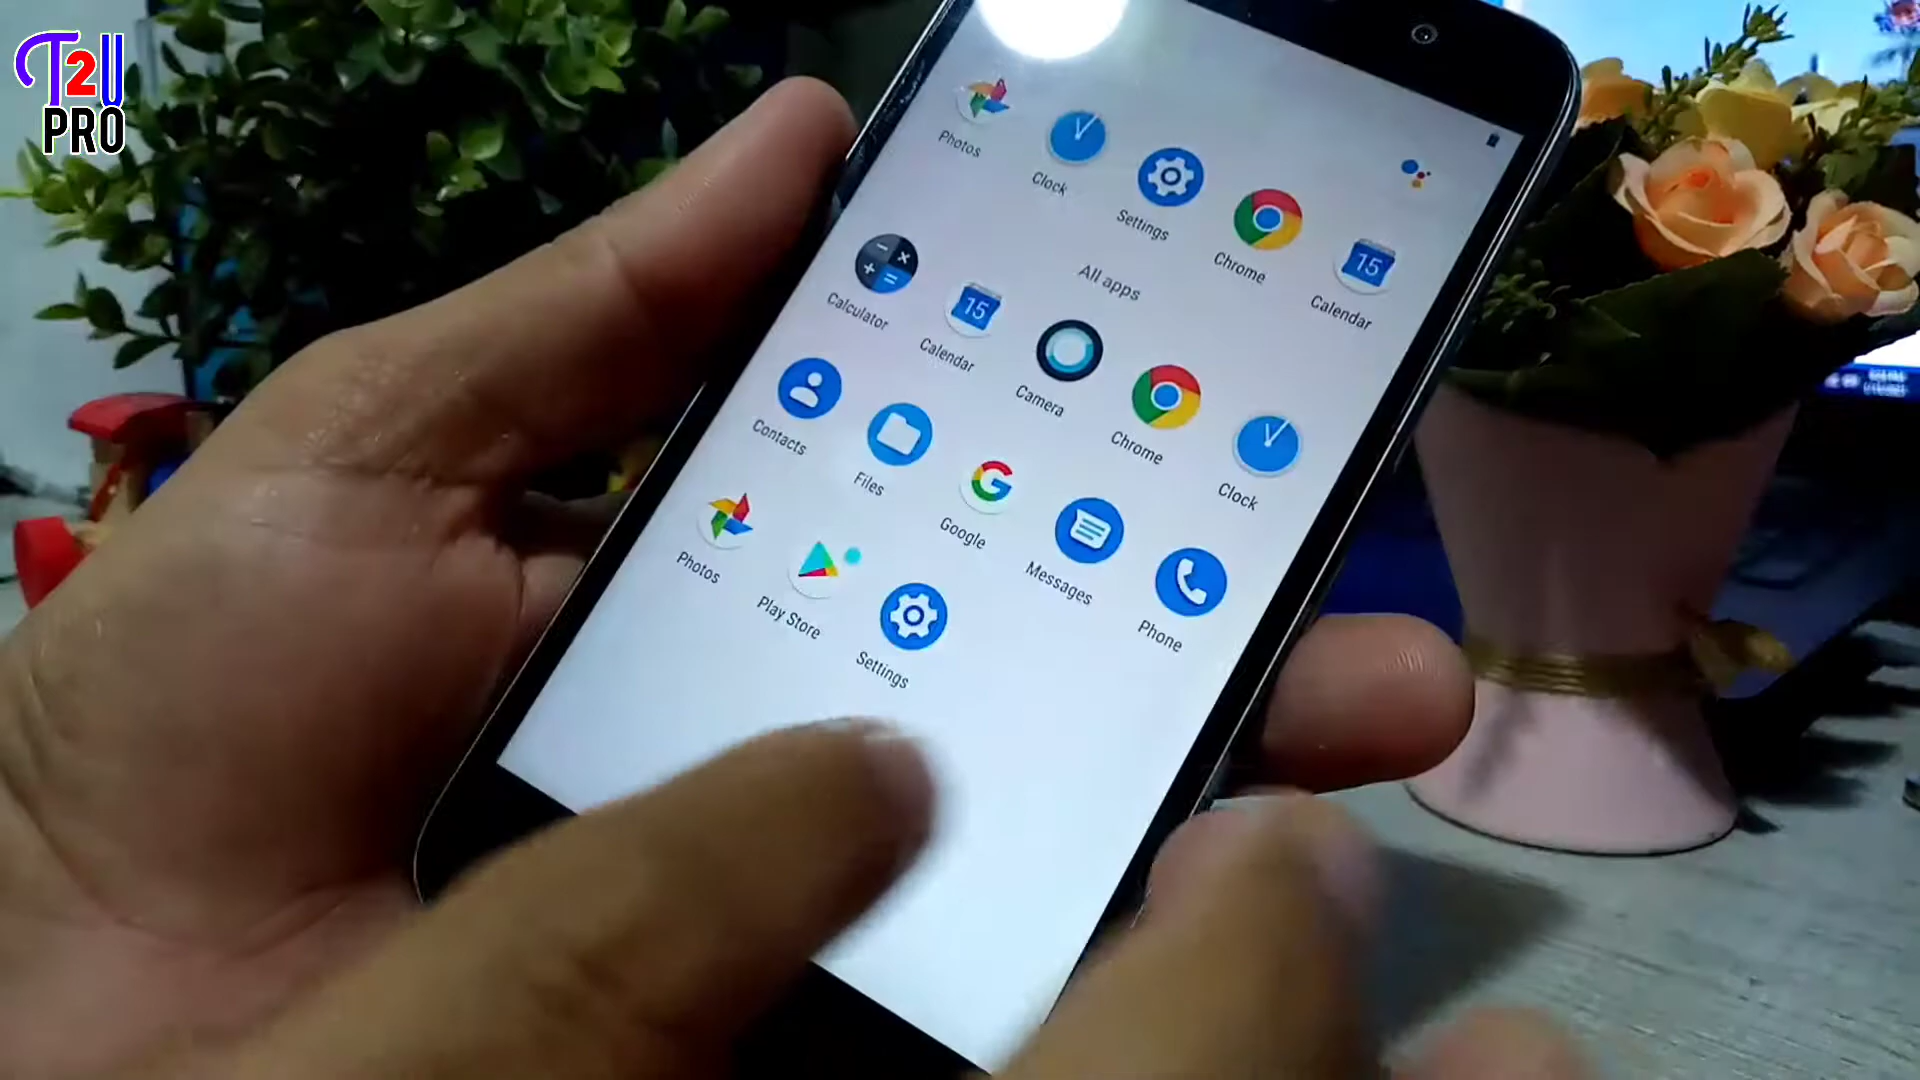 T2U
PRO
Photos
Clock
Settings
Chrome
Calendar
All apps
Calculator
Calendar
Camera
Chrome
Clock
Contacts
Files
Google
Messages
Phone
Photos
Play Store
Settings
15
15